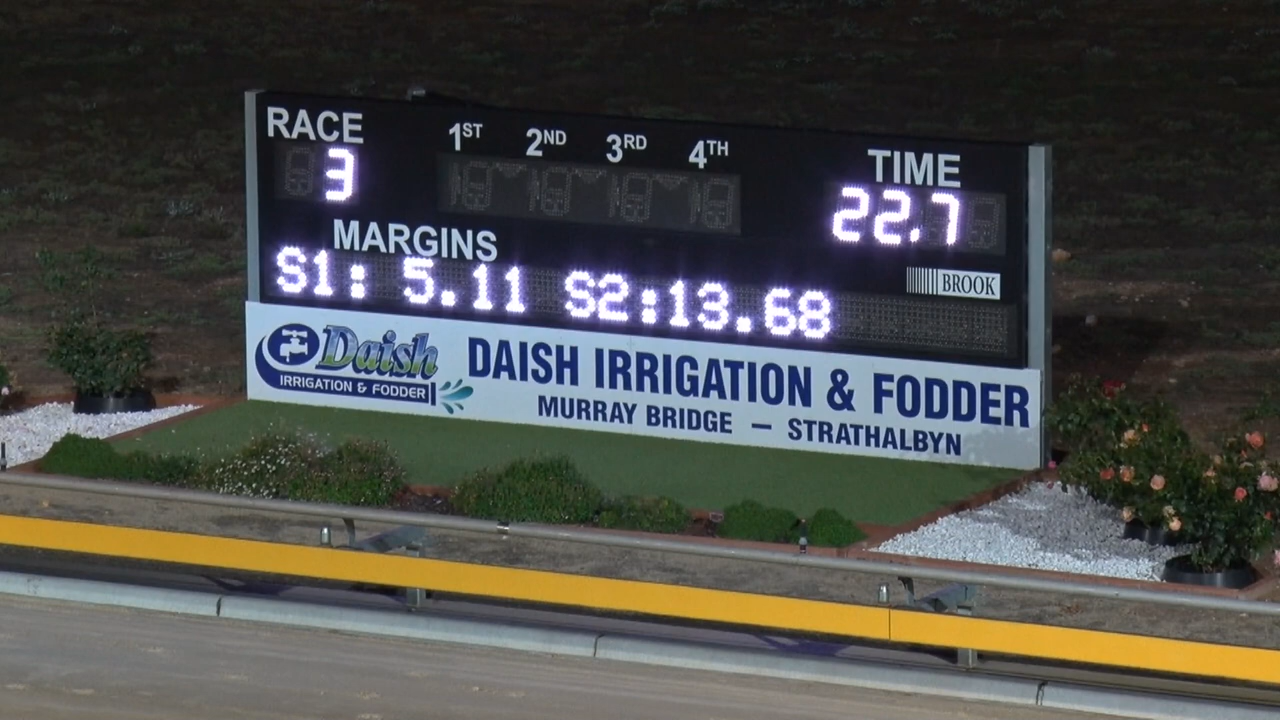 RACE 1ST 2ND 3RD 4TH TIME
3 22.7
MARGINS
S1: 5.11 S2:13.68
BROOK
Daish
IRRIGATION & FODDER
DAISH IRRIGATION & FODDER
MURRAY BRIDGE – STRATHALBYN